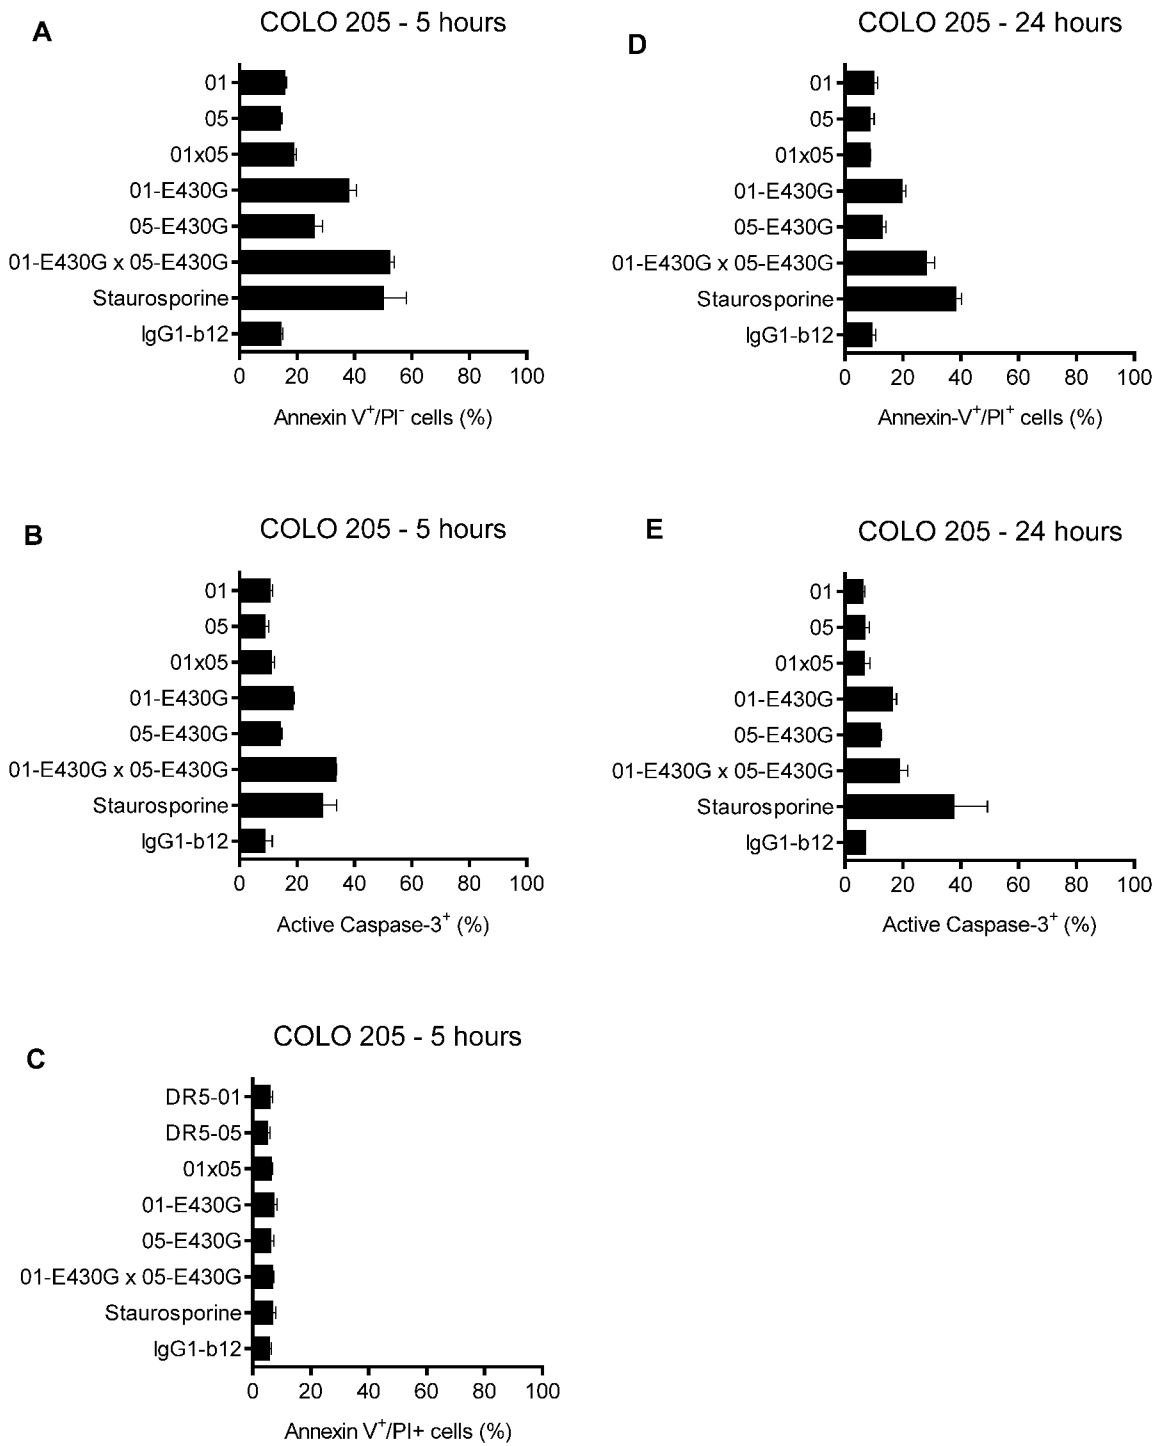 A
COLO 205 - 5 hours
01
05
01x05
01-E430G
05-E430G
01-E430G x 05-E430G
Staurosporine
IgG1-b12
0 20 40 60 80 100
Annexin V⁺/PI⁻ cells (%)
D
COLO 205 - 24 hours
01
05
01x05
01-E430G
05-E430G
01-E430G x 05-E430G
Staurosporine
IgG1-b12
0 20 40 60 80 100
Annexin-V⁺/PI⁺ cells (%)
B
COLO 205 - 5 hours
01
05
01x05
01-E430G
05-E430G
01-E430G x 05-E430G
Staurosporine
IgG1-b12
0 20 40 60 80 100
Active Caspase-3⁺ (%)
E
COLO 205 - 24 hours
01
05
01x05
01-E430G
05-E430G
01-E430G x 05-E430G
Staurosporine
IgG1-b12
0 20 40 60 80 100
Active Caspase-3⁺ (%)
C
COLO 205 - 5 hours
DR5-01
DR5-05
01x05
01-E430G
05-E430G
01-E430G x 05-E430G
Staurosporine
IgG1-b12
0 20 40 60 80 100
Annexin V⁺/PI+ cells (%)